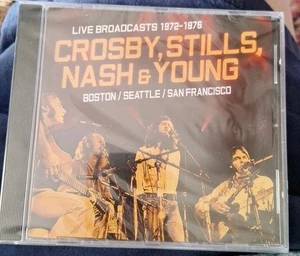 LIVE BROADCASTS 1972-1976
CROSBY, STILLS,
NASH & YOUNG
BOSTON / SEATTLE / SAN FRANCISCO